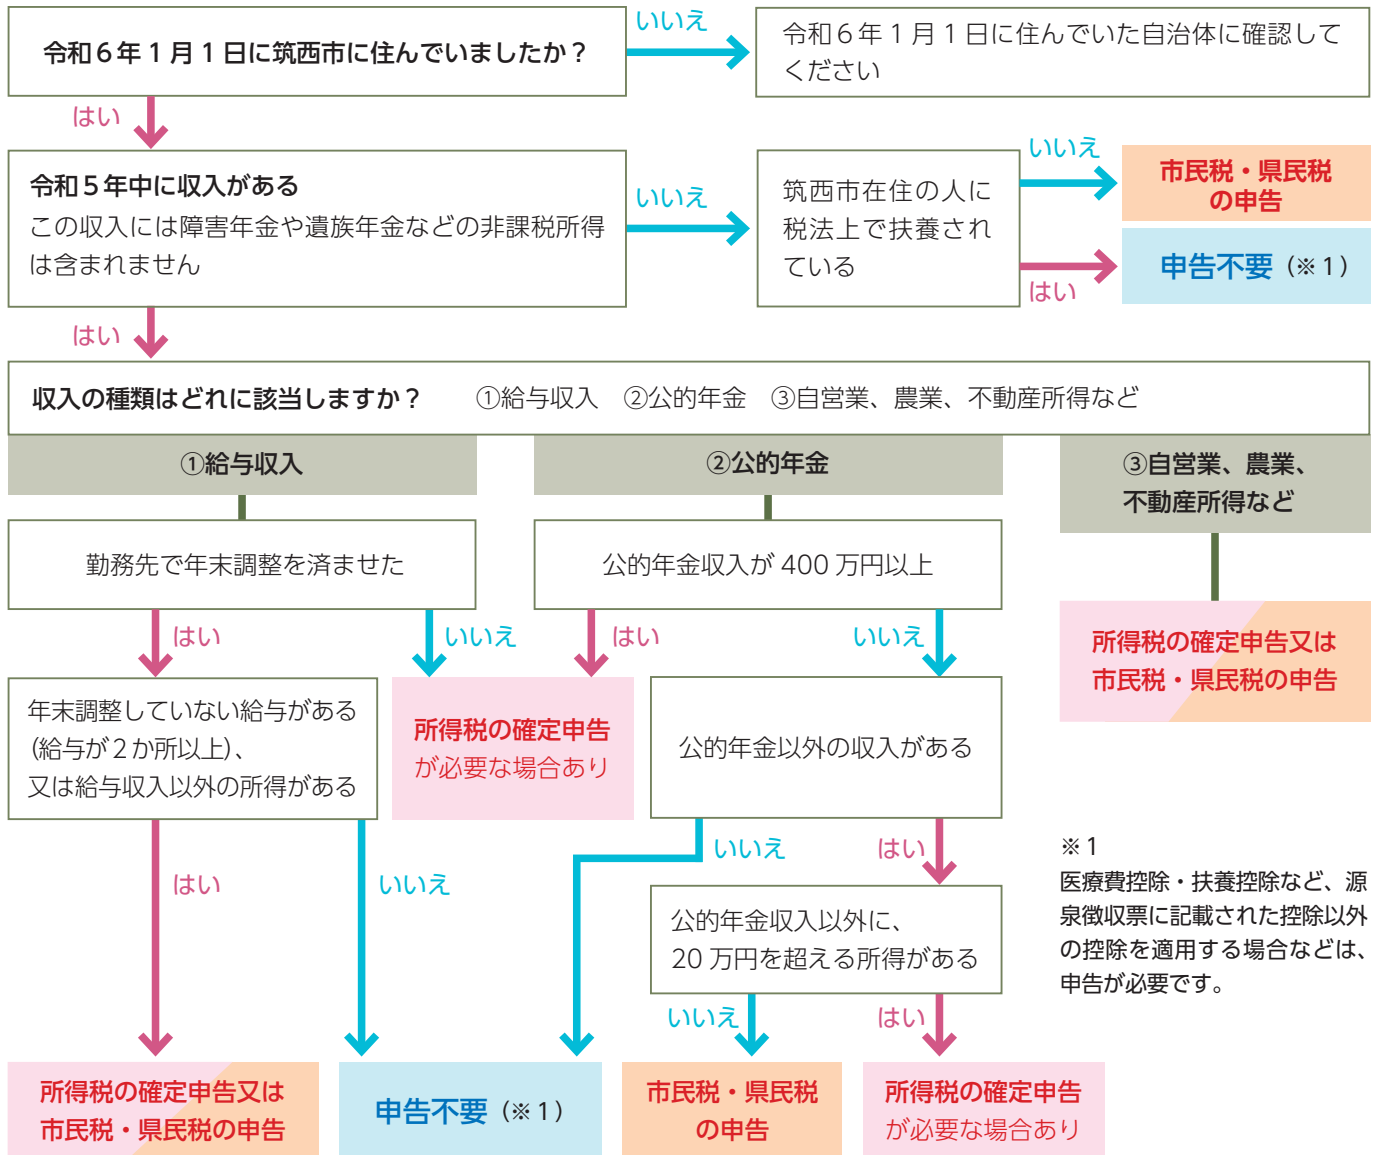 令和６年１月１日に筑西市に住んでいましたか？
いいえ
令和６年１月１日に住んでいた自治体に確認して
ください
はい
令和５年中に収入がある
この収入には障害年金や遺族年金などの非課税所得
は含まれません
いいえ
筑西市在住の人に
税法上で扶養され
ている
いいえ
市民税・県民税
の申告
はい
申告不要（※１）
はい
収入の種類はどれに該当しますか？　①給与収入　②公的年金　③自営業、農業、不動産所得など
①給与収入
②公的年金
③自営業、農業、
不動産所得など
勤務先で年末調整を済ませた
公的年金収入が 400 万円以上
はい
いいえ
はい
いいえ
所得税の確定申告又は
市民税・県民税の申告
年末調整していない給与がある
（給与が２か所以上）、
又は給与収入以外の所得がある
所得税の確定申告
が必要な場合あり
公的年金以外の収入がある
はい
いいえ
いいえ
はい
公的年金収入以外に、
20 万円を超える所得がある
※１
医療費控除・扶養控除など、源
泉徴収票に記載された控除以外
の控除を適用する場合などは、
申告が必要です。
いいえ
はい
所得税の確定申告又は
市民税・県民税の申告
申告不要（※１）
市民税・県民税
の申告
所得税の確定申告
が必要な場合あり